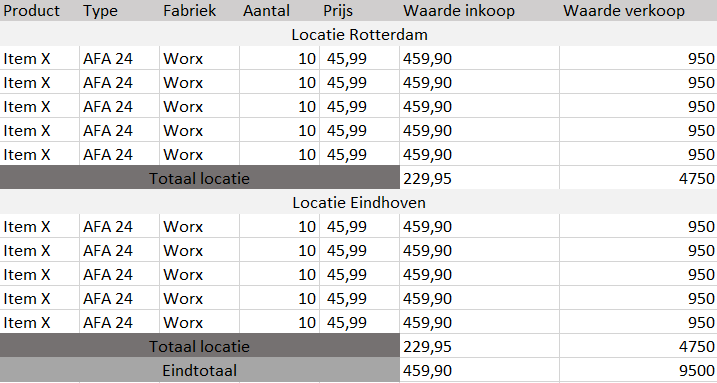 Product Type Fabriek Aantal Prijs Waarde inkoop Waarde verkoop
Locatie Rotterdam
Item X AFA 24 Worx 10 45,99 459,90 950
Item X AFA 24 Worx 10 45,99 459,90 950
Item X AFA 24 Worx 10 45,99 459,90 950
Item X AFA 24 Worx 10 45,99 459,90 950
Item X AFA 24 Worx 10 45,99 459,90 950
Totaal locatie 229,95 4750
Locatie Eindhoven
Item X AFA 24 Worx 10 45,99 459,90 950
Item X AFA 24 Worx 10 45,99 459,90 950
Item X AFA 24 Worx 10 45,99 459,90 950
Item X AFA 24 Worx 10 45,99 459,90 950
Item X AFA 24 Worx 10 45,99 459,90 950
Totaal locatie 229,95 4750
Eindtotaal 459,90 9500